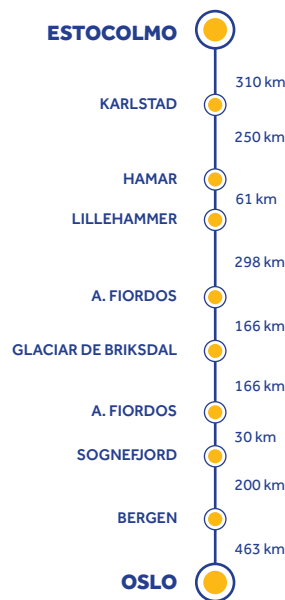 ESTOCOLMO
310 km
KARLSTAD
250 km
HAMAR
61 km
LILLEHAMMER
298 km
A. FIORDOS
166 km
GLACIAR DE BRIKSDAL
166 km
A. FIORDOS
30 km
SOGNEFJORD
200 km
BERGEN
463 km
OSLO